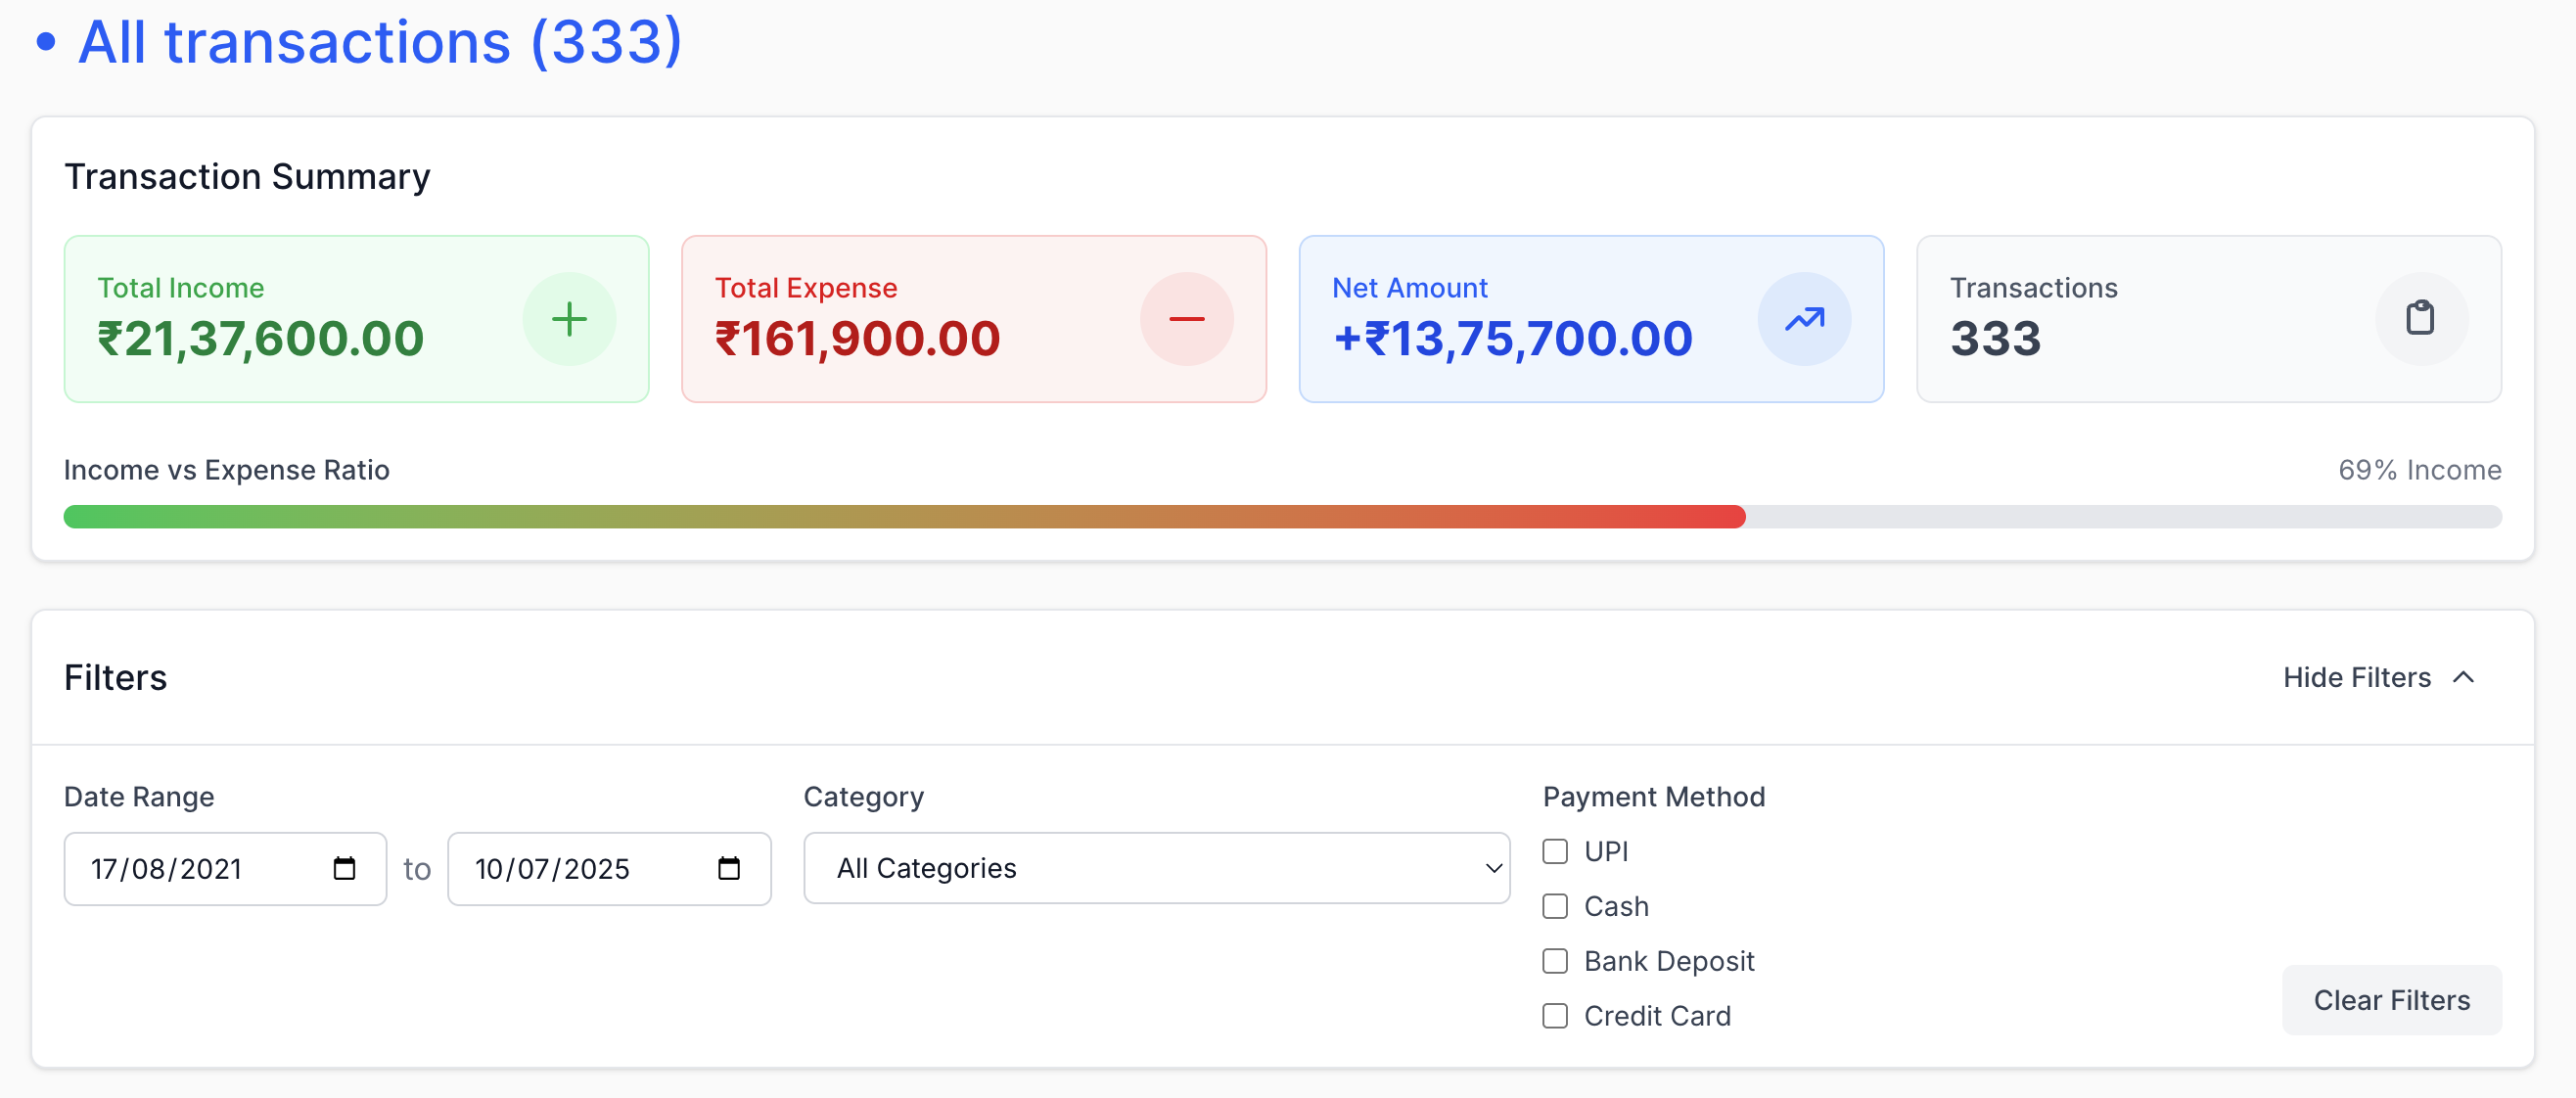 • All transactions (333)
Transaction Summary
Total Income
₹21,37,600.00
Total Expense
₹161,900.00
Net Amount
+₹13,75,700.00
Transactions
333
Income vs Expense Ratio
69% Income
Filters
Hide Filters
Date Range
17/08/2021 to 10/07/2025
Category
All Categories
Payment Method
UPI
Cash
Bank Deposit
Credit Card
Clear Filters